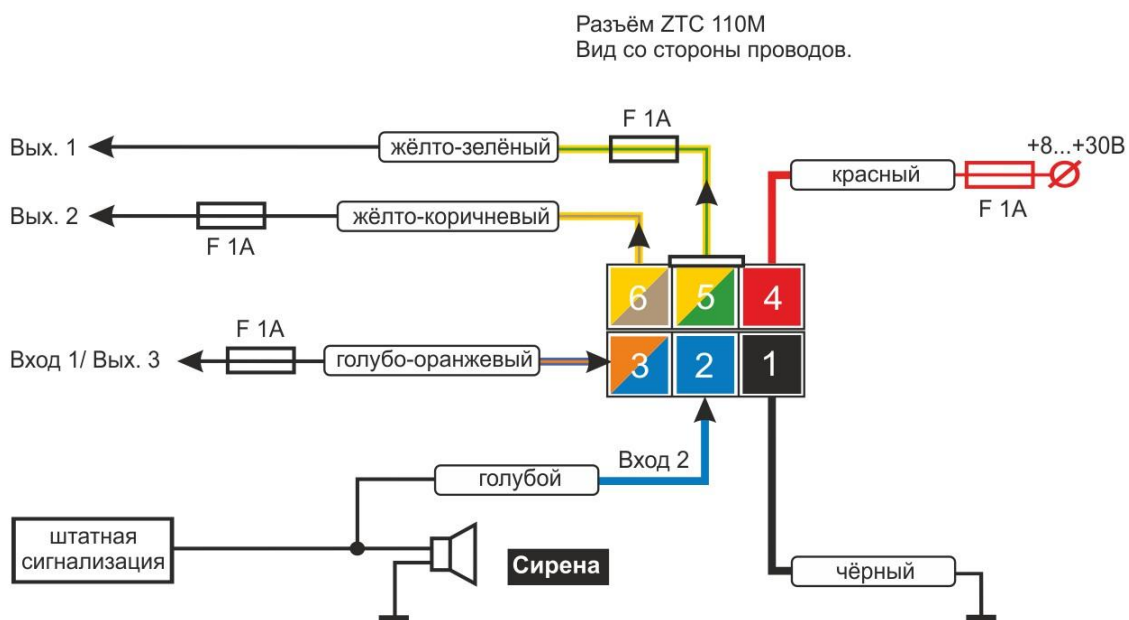 Разъём ZTC 110M
Вид со стороны проводов.
F 1A
Вых. 1
жёлто-зелёный
+8...+30В
красный
F 1A
Вых. 2
жёлто-коричневый
F 1A
6
5
4
F 1A
Вход 1/ Вых. 3
голубо-оранжевый
3
2
1
Вход 2
голубой
штатная
сигнализация
Сирена
чёрный